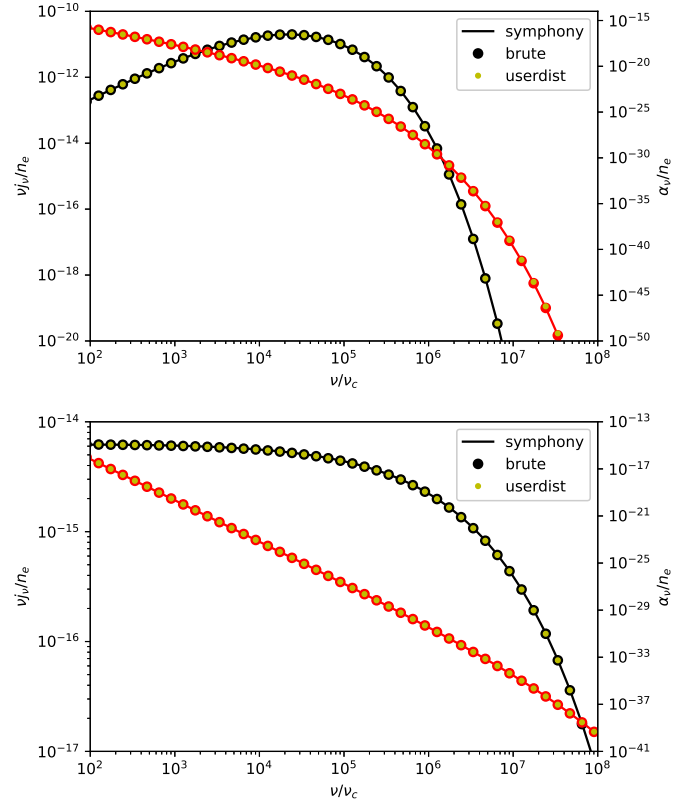 10^{-10}
10^{-12}
10^{-14}
10^{-16}
10^{-18}
10^{-20}
νj_ν/n_e
symphony
brute
userdist
10^{-15}
10^{-20}
10^{-25}
10^{-30}
10^{-35}
10^{-40}
10^{-45}
10^{-50}
α_ν/n_e
10^2 10^3 10^4 10^5 10^6 10^7 10^8
ν/ν_c
10^{-14}
10^{-15}
10^{-16}
10^{-17}
νj_ν/n_e
symphony
brute
userdist
10^{-13}
10^{-17}
10^{-21}
10^{-25}
10^{-29}
10^{-33}
10^{-37}
10^{-41}
α_ν/n_e
10^2 10^3 10^4 10^5 10^6 10^7 10^8
ν/ν_c